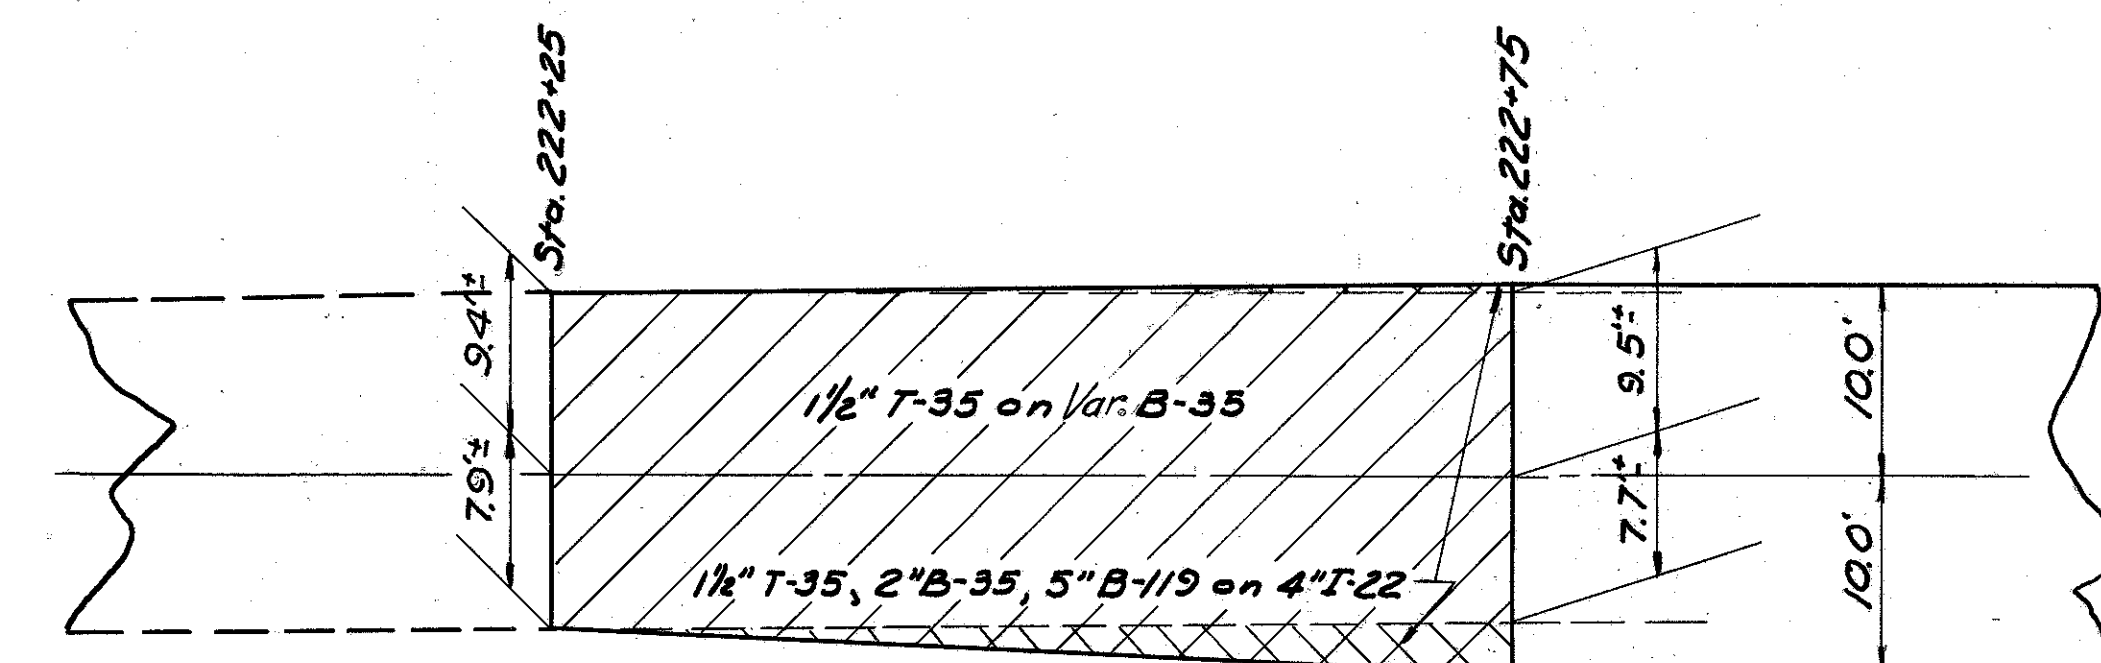 Sta. 222+25
Sta. 222+75
9.4'±
9.5'±
10.0'
1½" T-35 on Var. B-35
7.9'±
7.7'±
10.0'
1½" T-35, 2" B-35, 5" B-119 on 4" I-22